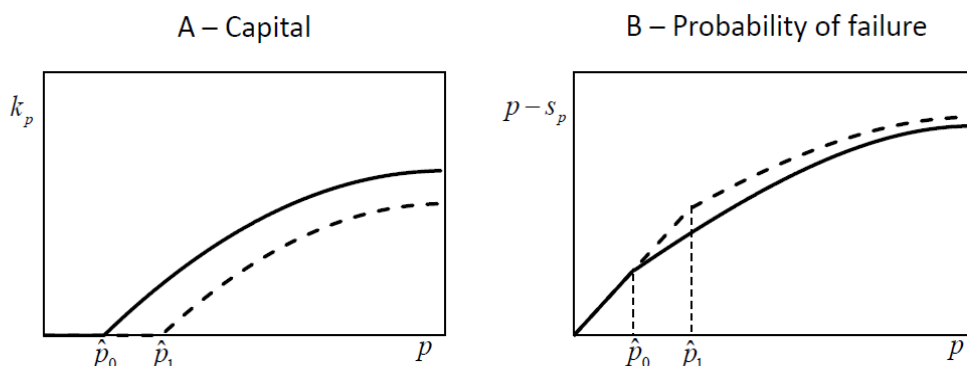 A – Capital
k_p
p̂_0
p̂_1
p
B – Probability of failure
p – s_p
p̂_0
p̂_1
p